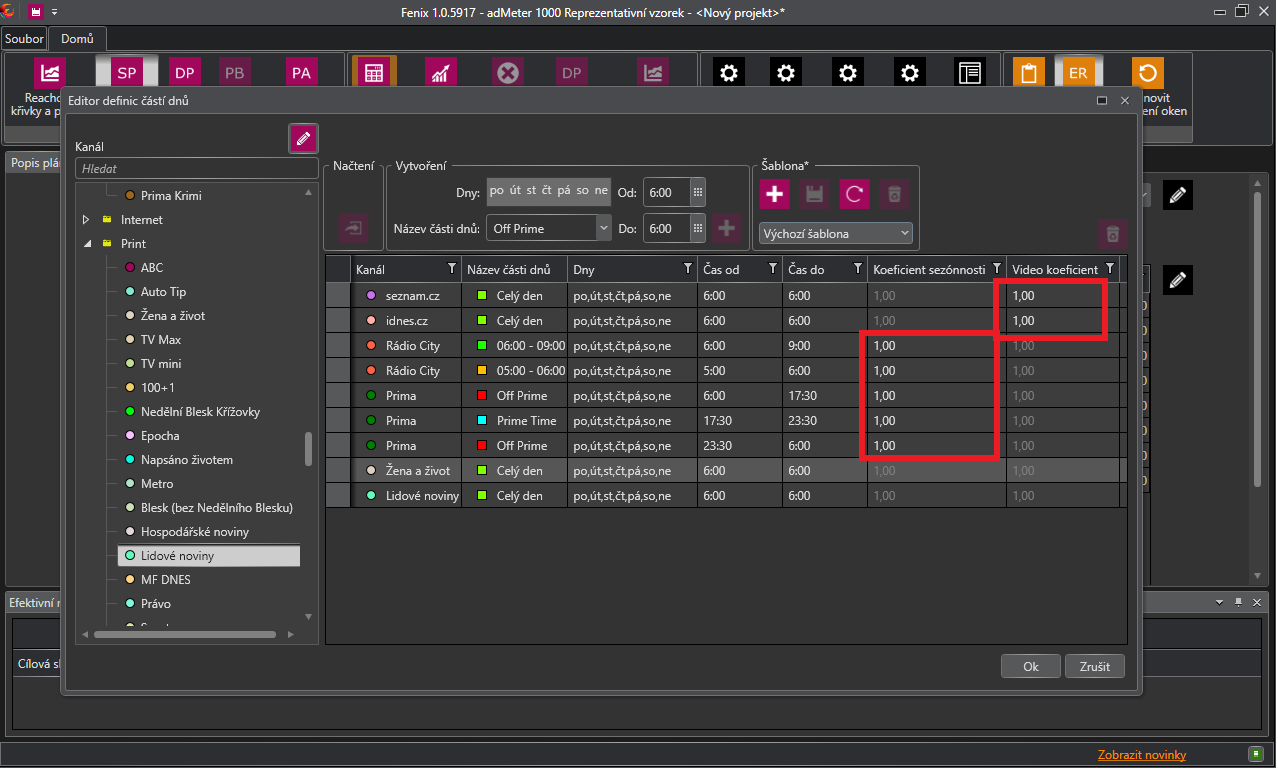 Fenix 1.0.5917 - adMeter 1000 Reprezentativní vzorek - <Nový projekt>*
Soubor
Domů
SP
DP
PB
PA
DP
ER
křivky a p
novit
ení oken
Popis plá
Editor definic částí dnů
Kanál
Hledat
Prima Krimi
Internet
Print
ABC
Auto Tip
Žena a život
TV Max
TV mini
100+1
Nedělní Blesk Křížovky
Epocha
Napsáno životem
Metro
Blesk (bez Nedělního Blesku)
Hospodářské noviny
Lidové noviny
MF DNES
Právo
Načtení
Vytvoření
Dny: po út st čt pá so ne Od: 6:00
Název části dnů: Off Prime Do: 6:00
Šablona*
Výchozí šablona
Kanál Název části dnů Dny Čas od Čas do Koeficient sezónnosti Video koeficient
seznam.cz Celý den po,út,st,čt,pá,so,ne 6:00 6:00 1,00 1,00
idnes.cz Celý den po,út,st,čt,pá,so,ne 6:00 6:00 1,00 1,00
Rádio City 06:00 - 09:00 po,út,st,čt,pá,so,ne 6:00 9:00 1,00 1,00
Rádio City 05:00 - 06:00 po,út,st,čt,pá,so,ne 5:00 6:00 1,00 1,00
Prima Off Prime po,út,st,čt,pá,so,ne 6:00 17:30 1,00 1,00
Prima Prime Time po,út,st,čt,pá,so,ne 17:30 23:30 1,00 1,00
Prima Off Prime po,út,st,čt,pá,so,ne 23:30 6:00 1,00 1,00
Žena a život Celý den po,út,st,čt,pá,so,ne 6:00 6:00 1,00 1,00
Lidové noviny Celý den po,út,st,čt,pá,so,ne 6:00 6:00 1,00 1,00
Ok
Zrušit
Efektivní
Cílová
Zobrazit novinky